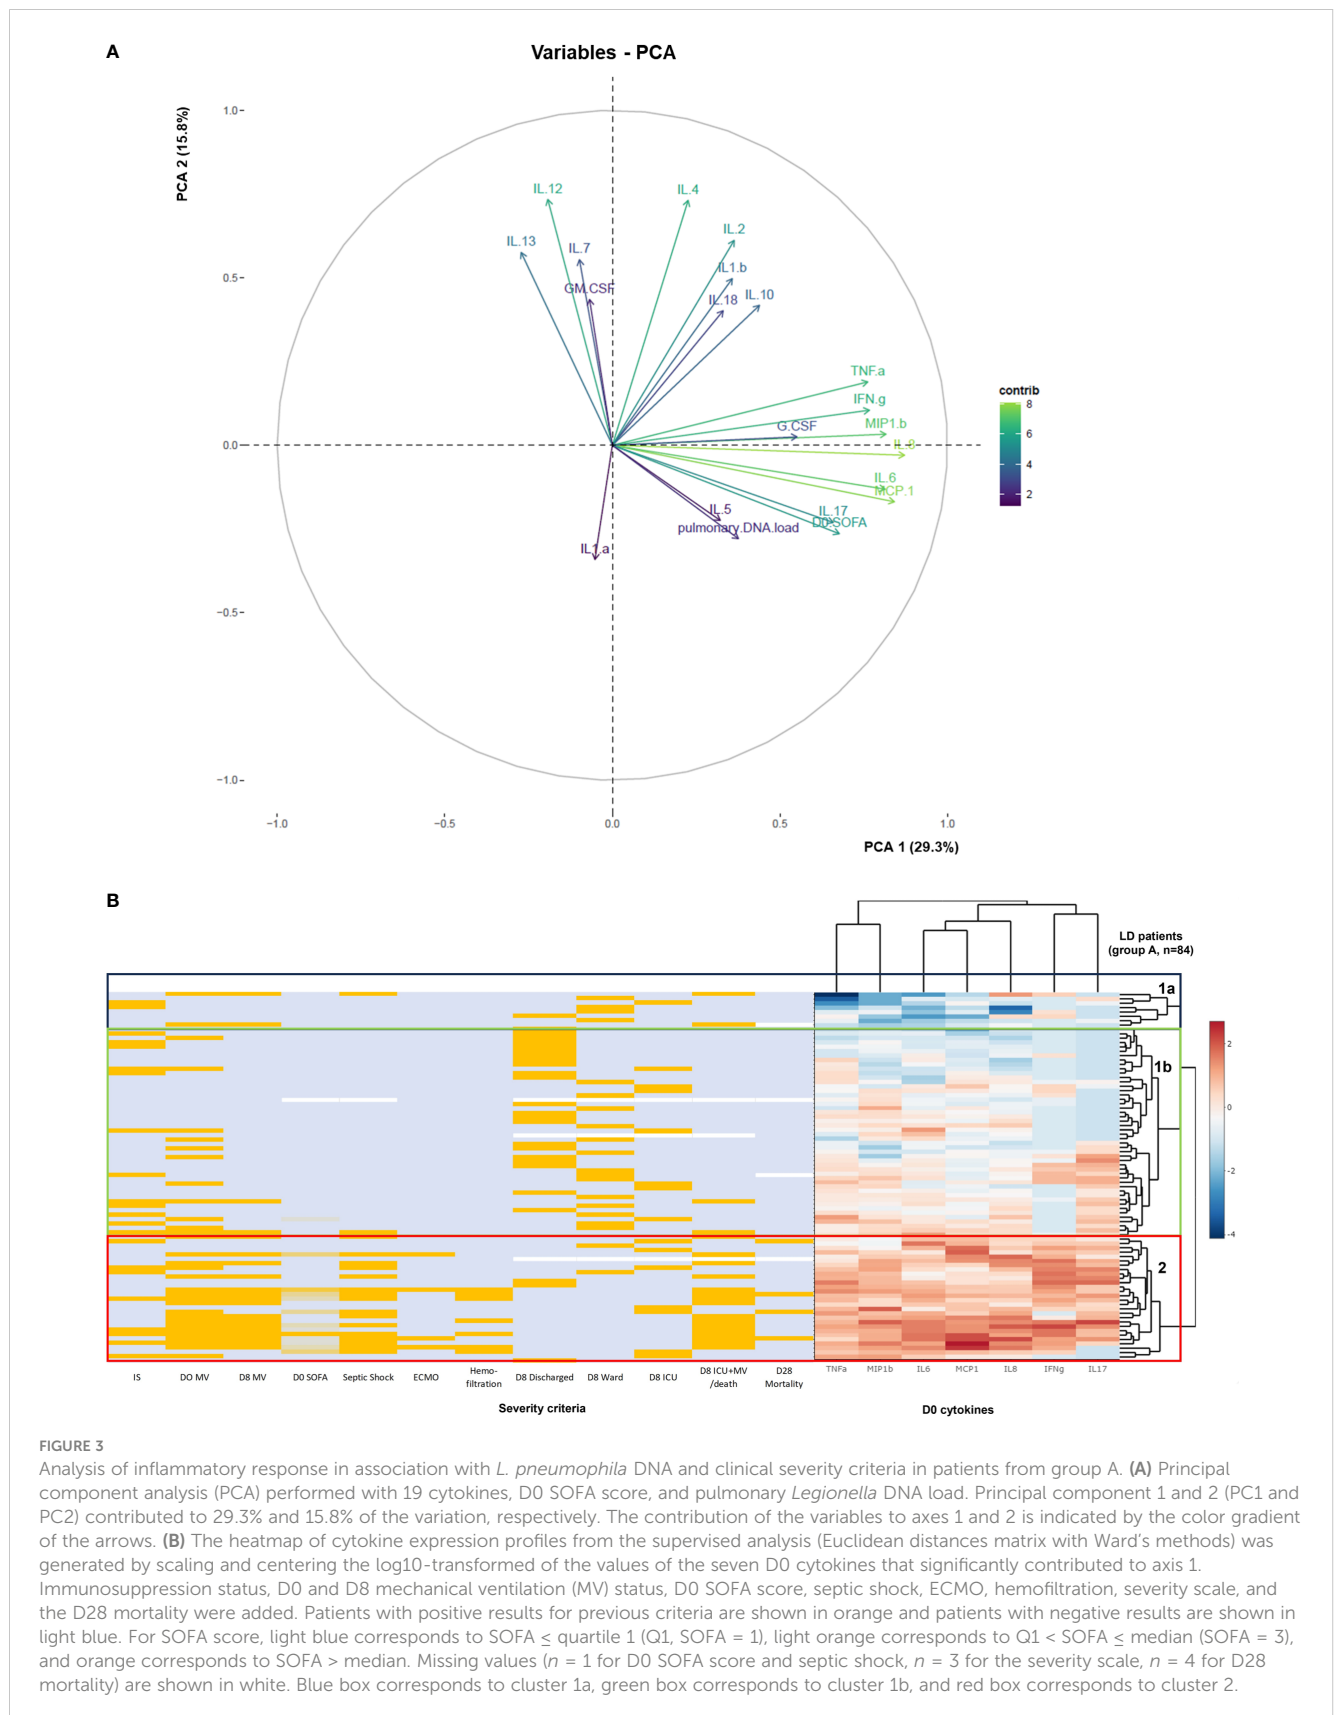 A
Variables - PCA
PCA 2 (15.8%)
1.0
0.5
0.0
−0.5
−1.0
IL.12
IL.4
IL.13
IL.7
IL.2
GM.CSF
IL1.b
IL.18
IL.10
TNF.a
IFN.g
G.CSF
MIP1.b
IL.8
IL.6
MCP.1
IL.5
IL.17
pulmonary.DNA.load
D0.SOFA
IL1.a
contrib
8
6
4
2
−1.0
−0.5
0.0
0.5
1.0
PCA 1 (29.3%)
B
LD patients
(group A, n=84)
1a
1b
2
2
0
-2
-4
IS
DO MV
D8 MV
D0 SOFA
Septic Shock
ECMO
Hemo-
filtration
D8 Discharged
D8 Ward
D8 ICU
D8 ICU+MV
/death
D28
Mortality
TNFa
MIP1b
IL6
MCP1
IL8
IFNg
IL17
Severity criteria
D0 cytokines
FIGURE 3
Analysis of inflammatory response in association with L. pneumophila DNA and clinical severity criteria in patients from group A. (A) Principal
component analysis (PCA) performed with 19 cytokines, D0 SOFA score, and pulmonary Legionella DNA load. Principal component 1 and 2 (PC1 and
PC2) contributed to 29.3% and 15.8% of the variation, respectively. The contribution of the variables to axes 1 and 2 is indicated by the color gradient
of the arrows. (B) The heatmap of cytokine expression profiles from the supervised analysis (Euclidean distances matrix with Ward's methods) was
generated by scaling and centering the log10-transformed of the values of the seven D0 cytokines that significantly contributed to axis 1.
Immunosuppression status, D0 and D8 mechanical ventilation (MV) status, D0 SOFA score, septic shock, ECMO, hemofiltration, severity scale, and
the D28 mortality were added. Patients with positive results for previous criteria are shown in orange and patients with negative results are shown in
light blue. For SOFA score, light blue corresponds to SOFA ≤ quartile 1 (Q1, SOFA = 1), light orange corresponds to Q1 < SOFA ≤ median (SOFA = 3),
and orange corresponds to SOFA > median. Missing values (n = 1 for D0 SOFA score and septic shock, n = 3 for the severity scale, n = 4 for D28
mortality) are shown in white. Blue box corresponds to cluster 1a, green box corresponds to cluster 1b, and red box corresponds to cluster 2.